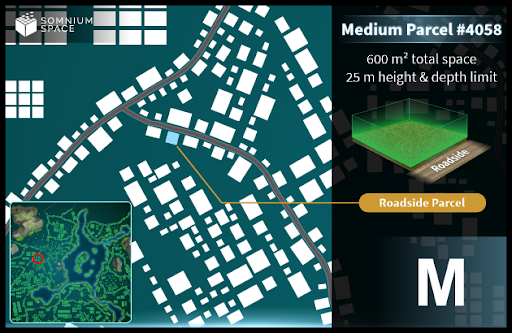 SOMNIUM
SPACE
Medium Parcel #4058
600 m² total space
25 m height & depth limit
Roadside
Roadside Parcel
M